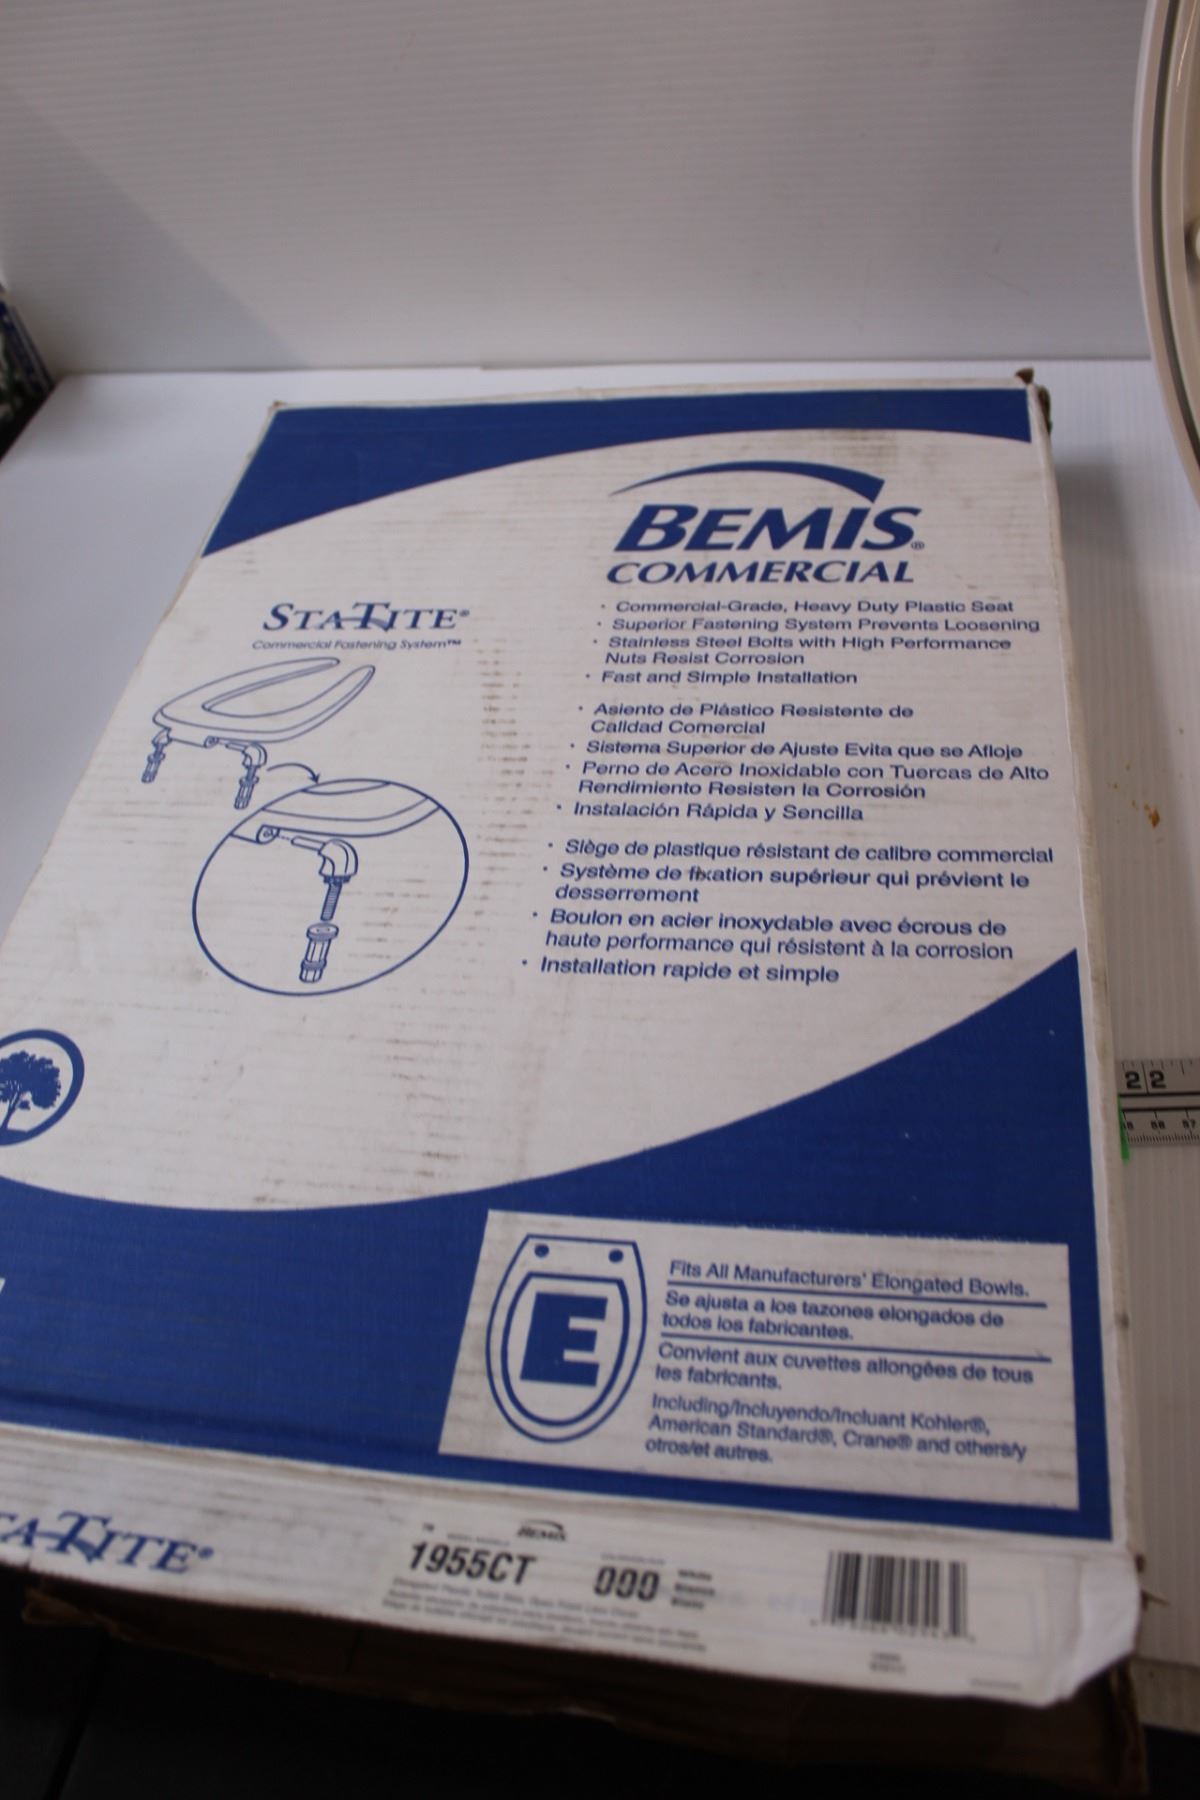 BEMIS®
COMMERCIAL
STA-TITE®
Commercial Fastening System™
• Commercial-Grade, Heavy Duty Plastic Seat
• Superior Fastening System Prevents Loosening
• Stainless Steel Bolts with High Performance
Nuts Resist Corrosion
• Fast and Simple Installation
• Asiento de Plástico Resistente de
Calidad Comercial
• Sistema Superior de Ajuste Evita que se Afloje
• Perno de Acero Inoxidable con Tuercas de Alto
Rendimiento Resisten la Corrosión
• Instalación Rápida y Sencilla
• Siège de plastique résistant de calibre commercial
• Système de fixation supérieur qui prévient le
desserrement
• Boulon en acier inoxydable avec écrous de
haute performance qui résistent à la corrosion
• Installation rapide et simple
22
56 57
E
Fits All Manufacturers' Elongated Bowls.
Se ajusta a los tazones elongados de
todos los fabricantes.
Convient aux cuvettes allongées de tous
les fabricants.
Including/Incluyendo/Incluant Kohler®,
American Standard®, Crane® and others/y
otros/et autres.
TA-TITE®
BEMIS
1955CT 000 White